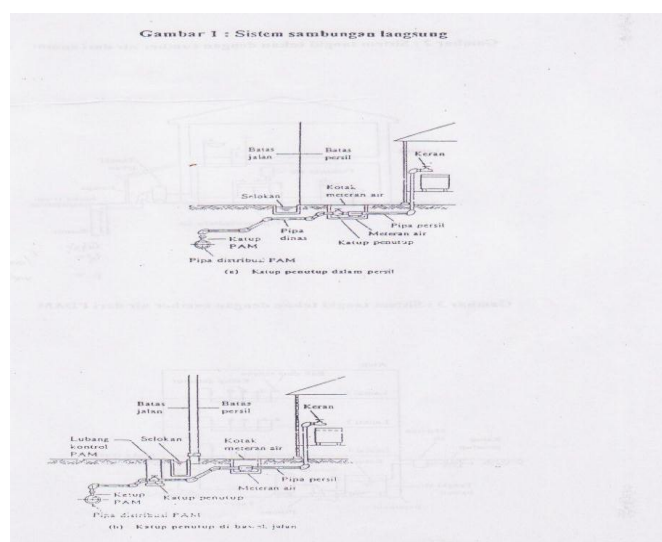 Gambar I : Sistem sambungan langsung
Batas jalan
Batas persil
Keran
Selokan
Kotak meteran air
Pipa persil
Pipa dinas
Meteran air
Katup PAM
Katup penutup
Pipa distribusi PAM
(a) Katup penutup dalam persil
Batas jalan
Batas persil
Keran
Lubang kontrol PAM
Selokan
Kotak meteran air
Pipa persil
Meteran air
Katup PAM
Katup penutup
Pipa distribusi PAM
(b) Katup penutup di jalan